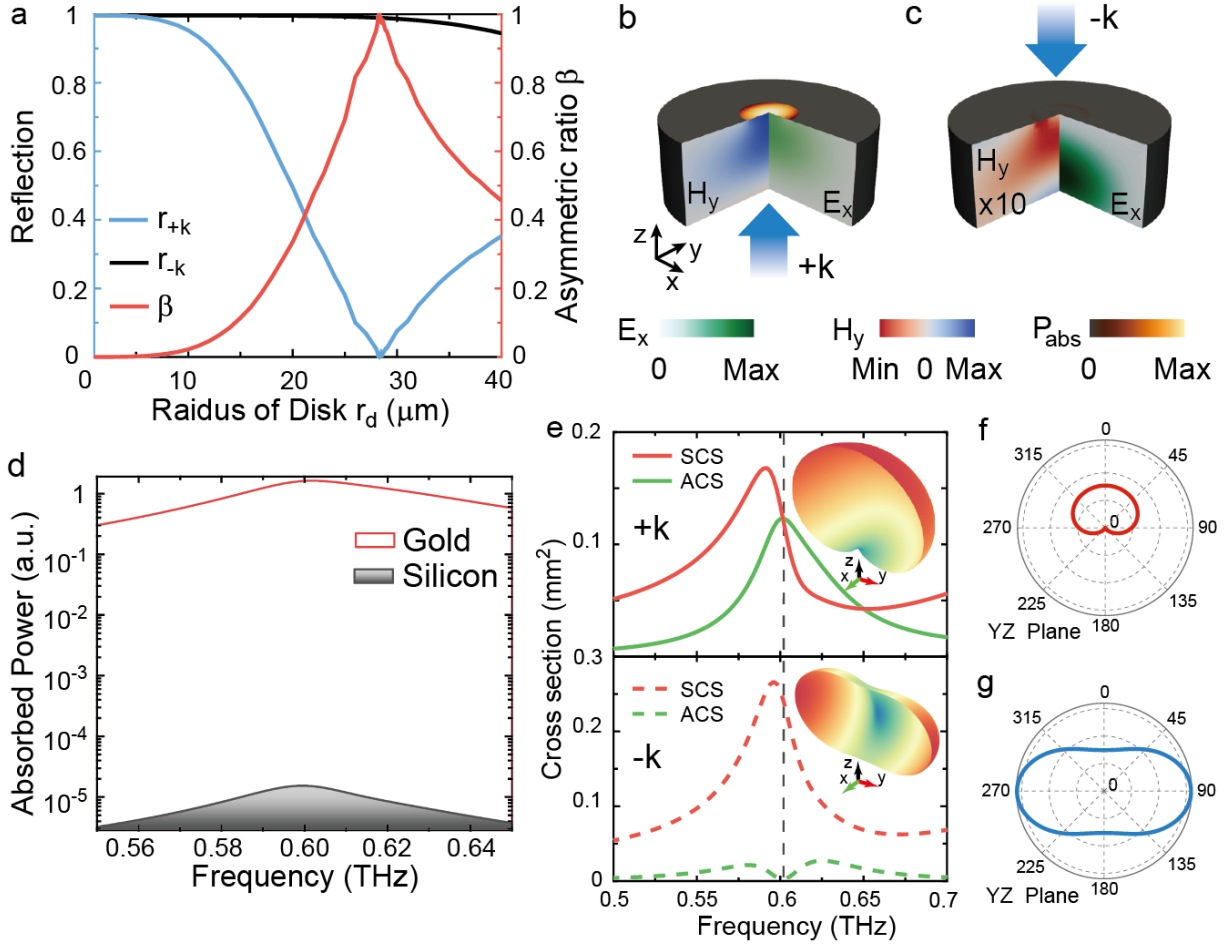 a
Reflection
Asymmetric ratio β
1
0.8
0.6
0.4
0.2
0
1
0.8
0.6
0.4
0.2
0
r+k
r-k
β
0 10 20 30 40
Raidus of Disk rd (μm)
b
Hy
Ex
z
y
x
+k
c
-k
Hy
x10
Ex
Ex
0 Max
Hy
Min 0 Max
Pabs
0 Max
d
Absorbed Power (a.u.)
1
10-1
10-2
10-3
10-4
10-5
Gold
Silicon
0.56 0.58 0.60 0.62 0.64
Frequency (THz)
e
Cross section (mm2)
0.2
0.1
0.3
0.2
0.1
0
SCS
ACS
+k
z
x y
SCS
ACS
-k
z
x y
0.5 0.55 0.6 0.65 0.7
Frequency (THz)
f
0
315 45
270 0 90
225 135
180
YZ Plane
g
0
315 45
270 0 90
225 135
180
YZ Plane